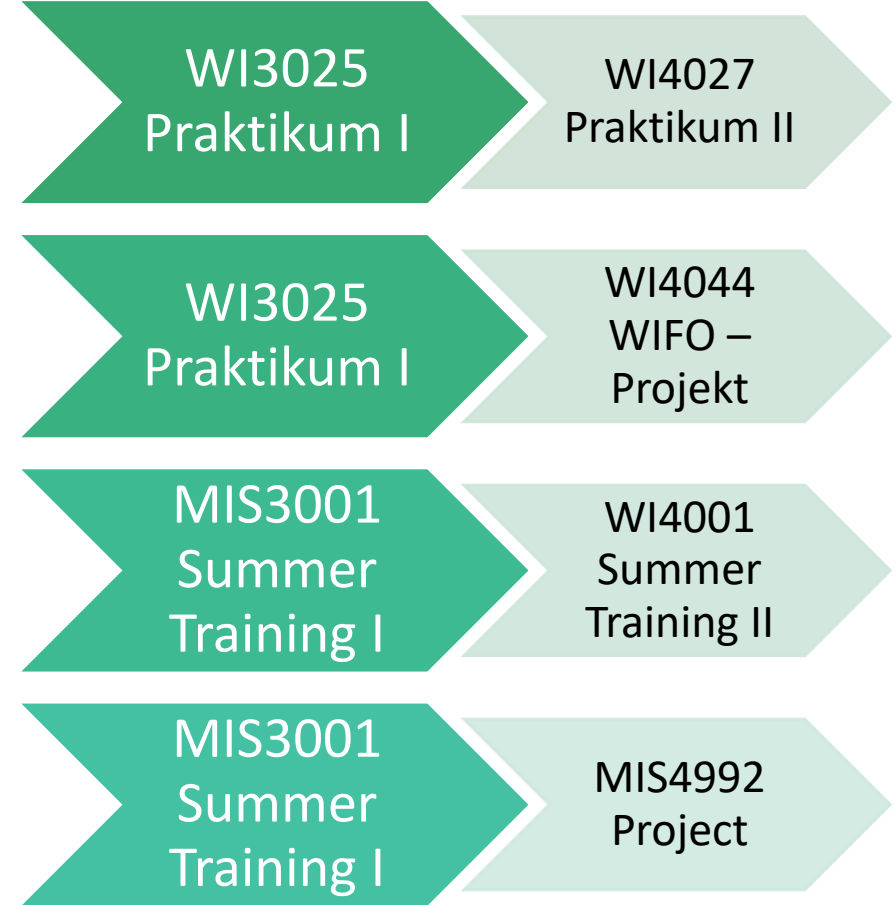 WI3025
Praktikum I
WI4027
Praktikum II
WI3025
Praktikum I
WI4044
WIFO –
Projekt
MIS3001
Summer
Training I
WI4001
Summer
Training II
MIS3001
Summer
Training I
MIS4992
Project